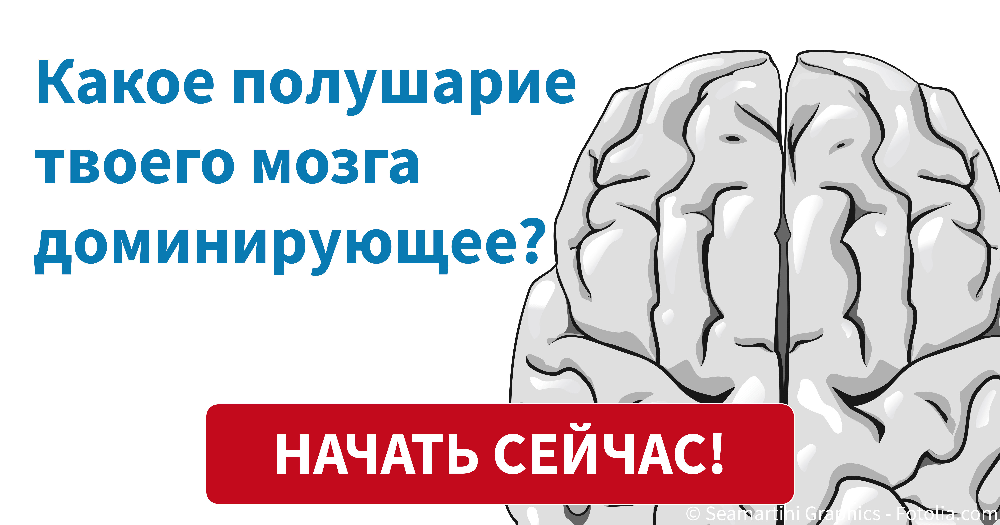 Какое полушарие
твоего мозга
доминирующее?
НАЧАТЬ СЕЙЧАС!
© Seamartini Graphics - Fotolia.com